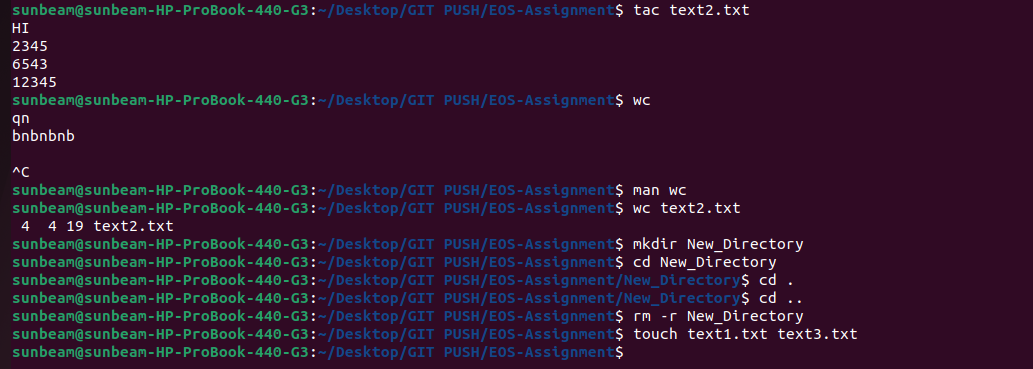 sunbeam@sunbeam-HP-ProBook-440-G3:~/Desktop/GIT PUSH/EOS-Assignment$ tac text2.txt
HI
2345
6543
12345
sunbeam@sunbeam-HP-ProBook-440-G3:~/Desktop/GIT PUSH/EOS-Assignment$ wc
qn
bnbnbnb
^C
sunbeam@sunbeam-HP-ProBook-440-G3:~/Desktop/GIT PUSH/EOS-Assignment$ man wc
sunbeam@sunbeam-HP-ProBook-440-G3:~/Desktop/GIT PUSH/EOS-Assignment$ wc text2.txt
 4  4 19 text2.txt
sunbeam@sunbeam-HP-ProBook-440-G3:~/Desktop/GIT PUSH/EOS-Assignment$ mkdir New_Directory
sunbeam@sunbeam-HP-ProBook-440-G3:~/Desktop/GIT PUSH/EOS-Assignment$ cd New_Directory
sunbeam@sunbeam-HP-ProBook-440-G3:~/Desktop/GIT PUSH/EOS-Assignment/New_Directory$ cd .
sunbeam@sunbeam-HP-ProBook-440-G3:~/Desktop/GIT PUSH/EOS-Assignment/New_Directory$ cd ..
sunbeam@sunbeam-HP-ProBook-440-G3:~/Desktop/GIT PUSH/EOS-Assignment$ rm -r New_Directory
sunbeam@sunbeam-HP-ProBook-440-G3:~/Desktop/GIT PUSH/EOS-Assignment$ touch text1.txt text3.txt
sunbeam@sunbeam-HP-ProBook-440-G3:~/Desktop/GIT PUSH/EOS-Assignment$